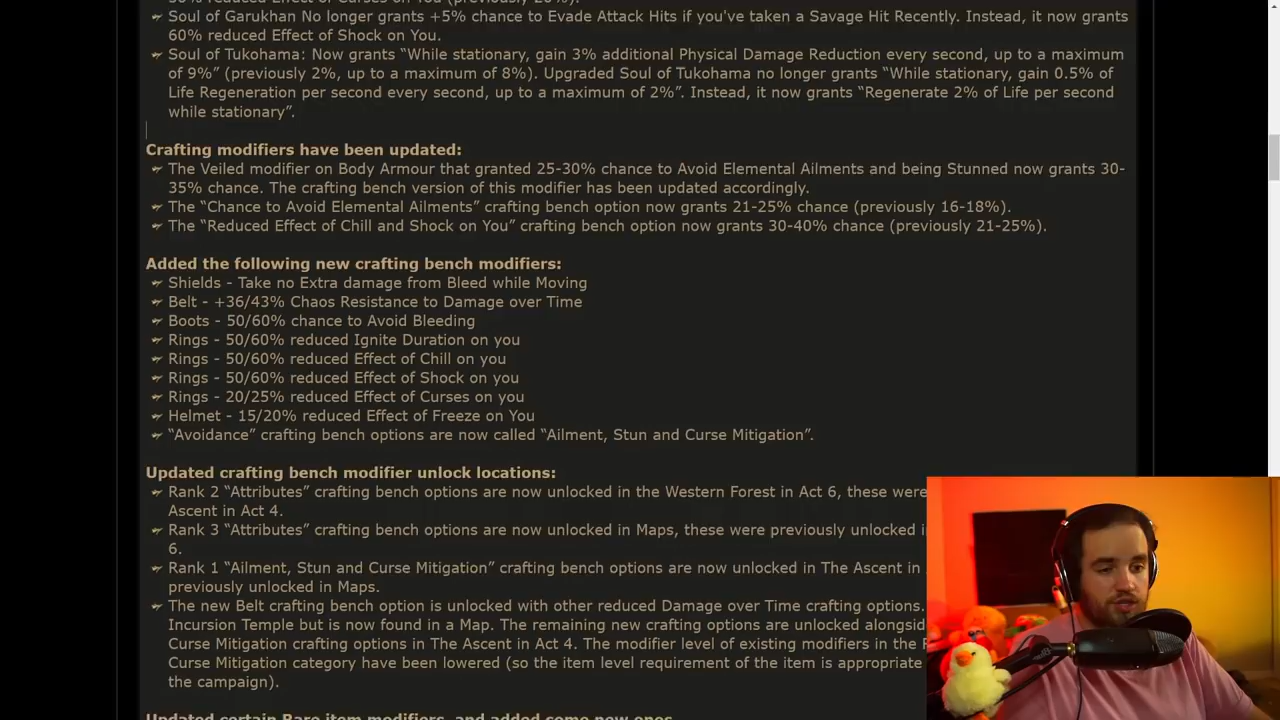 50% reduced Effect of Curses on You (previously 20%).
Soul of Garukhan No longer grants +5% chance to Evade Attack Hits if you've taken a Savage Hit Recently. Instead, it now grants
60% reduced Effect of Shock on You.
Soul of Tukohama: Now grants “While stationary, gain 3% additional Physical Damage Reduction every second, up to a maximum
of 9%” (previously 2%, up to a maximum of 8%). Upgraded Soul of Tukohama no longer grants “While stationary, gain 0.5% of
Life Regeneration per second every second, up to a maximum of 2%”. Instead, it now grants “Regenerate 2% of Life per second
while stationary”.
Crafting modifiers have been updated:
The Veiled modifier on Body Armour that granted 25-30% chance to Avoid Elemental Ailments and being Stunned now grants 30-
35% chance. The crafting bench version of this modifier has been updated accordingly.
The “Chance to Avoid Elemental Ailments” crafting bench option now grants 21-25% chance (previously 16-18%).
The “Reduced Effect of Chill and Shock on You” crafting bench option now grants 30-40% chance (previously 21-25%).
Added the following new crafting bench modifiers:
Shields - Take no Extra damage from Bleed while Moving
Belt - +36/43% Chaos Resistance to Damage over Time
Boots - 50/60% chance to Avoid Bleeding
Rings - 50/60% reduced Ignite Duration on you
Rings - 50/60% reduced Effect of Chill on you
Rings - 50/60% reduced Effect of Shock on you
Rings - 20/25% reduced Effect of Curses on you
Helmet - 15/20% reduced Effect of Freeze on You
“Avoidance” crafting bench options are now called “Ailment, Stun and Curse Mitigation”.
Updated crafting bench modifier unlock locations:
Rank 2 “Attributes” crafting bench options are now unlocked in the Western Forest in Act 6, these were
Ascent in Act 4.
Rank 3 “Attributes” crafting bench options are now unlocked in Maps, these were previously unlocked i
6.
Rank 1 “Ailment, Stun and Curse Mitigation” crafting bench options are now unlocked in The Ascent in
previously unlocked in Maps.
The new Belt crafting bench option is unlocked with other reduced Damage over Time crafting options.
Incursion Temple but is now found in a Map. The remaining new crafting options are unlocked alongsid
Curse Mitigation crafting options in The Ascent in Act 4. The modifier level of existing modifiers in the
Curse Mitigation category have been lowered (so the item level requirement of the item is appropriate
the campaign).
Updated certain Rare item modifiers, and added some new ones